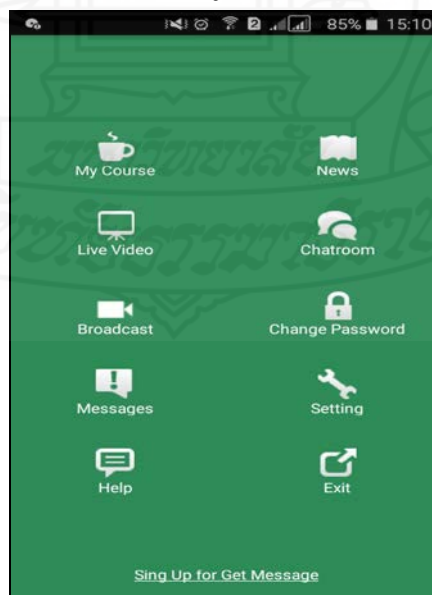 2 85% 15:10
My Course News
Live Video Chatroom
Broadcast Change Password
Messages Setting
Help Exit
Sing Up for Get Message